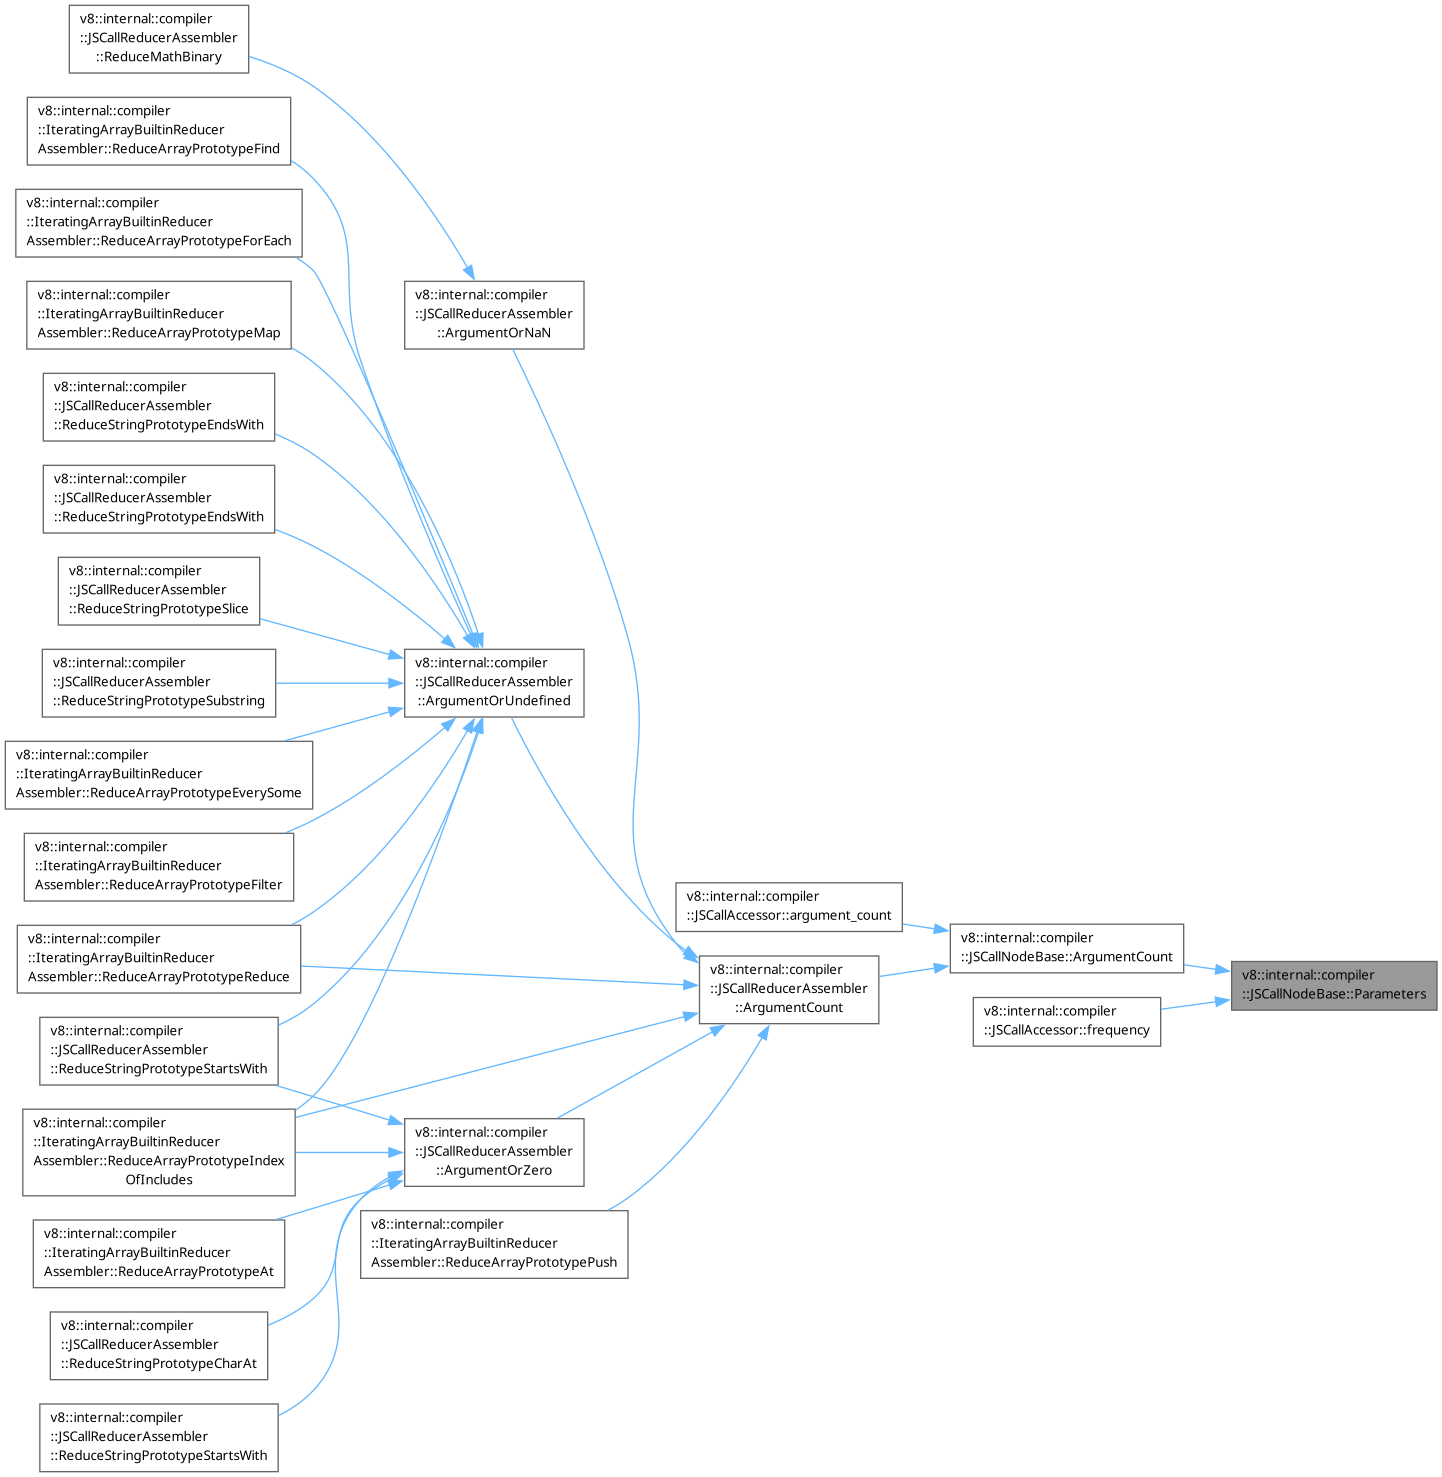 v8::internal::compiler
::JSCallReducerAssembler
::ReduceMathBinary
v8::internal::compiler
::IteratingArrayBuiltinReducer
Assembler::ReduceArrayPrototypeFind
v8::internal::compiler
::IteratingArrayBuiltinReducer
Assembler::ReduceArrayPrototypeForEach
v8::internal::compiler
::IteratingArrayBuiltinReducer
Assembler::ReduceArrayPrototypeMap
v8::internal::compiler
::JSCallReducerAssembler
::ReduceStringPrototypeEndsWith
v8::internal::compiler
::JSCallReducerAssembler
::ReduceStringPrototypeEndsWith
v8::internal::compiler
::JSCallReducerAssembler
::ReduceStringPrototypeSlice
v8::internal::compiler
::JSCallReducerAssembler
::ReduceStringPrototypeSubstring
v8::internal::compiler
::IteratingArrayBuiltinReducer
Assembler::ReduceArrayPrototypeEverySome
v8::internal::compiler
::IteratingArrayBuiltinReducer
Assembler::ReduceArrayPrototypeFilter
v8::internal::compiler
::IteratingArrayBuiltinReducer
Assembler::ReduceArrayPrototypeReduce
v8::internal::compiler
::JSCallReducerAssembler
::ReduceStringPrototypeStartsWith
v8::internal::compiler
::IteratingArrayBuiltinReducer
Assembler::ReduceArrayPrototypeIndex
OfIncludes
v8::internal::compiler
::IteratingArrayBuiltinReducer
Assembler::ReduceArrayPrototypeAt
v8::internal::compiler
::JSCallReducerAssembler
::ReduceStringPrototypeCharAt
v8::internal::compiler
::JSCallReducerAssembler
::ReduceStringPrototypeStartsWith
v8::internal::compiler
::JSCallReducerAssembler
::ArgumentOrNaN
v8::internal::compiler
::JSCallReducerAssembler
::ArgumentOrUndefined
v8::internal::compiler
::JSCallReducerAssembler
::ArgumentOrZero
v8::internal::compiler
::IteratingArrayBuiltinReducer
Assembler::ReduceArrayPrototypePush
v8::internal::compiler
::JSCallAccessor::argument_count
v8::internal::compiler
::JSCallReducerAssembler
::ArgumentCount
v8::internal::compiler
::JSCallNodeBase::ArgumentCount
v8::internal::compiler
::JSCallAccessor::frequency
v8::internal::compiler
::JSCallNodeBase::Parameters